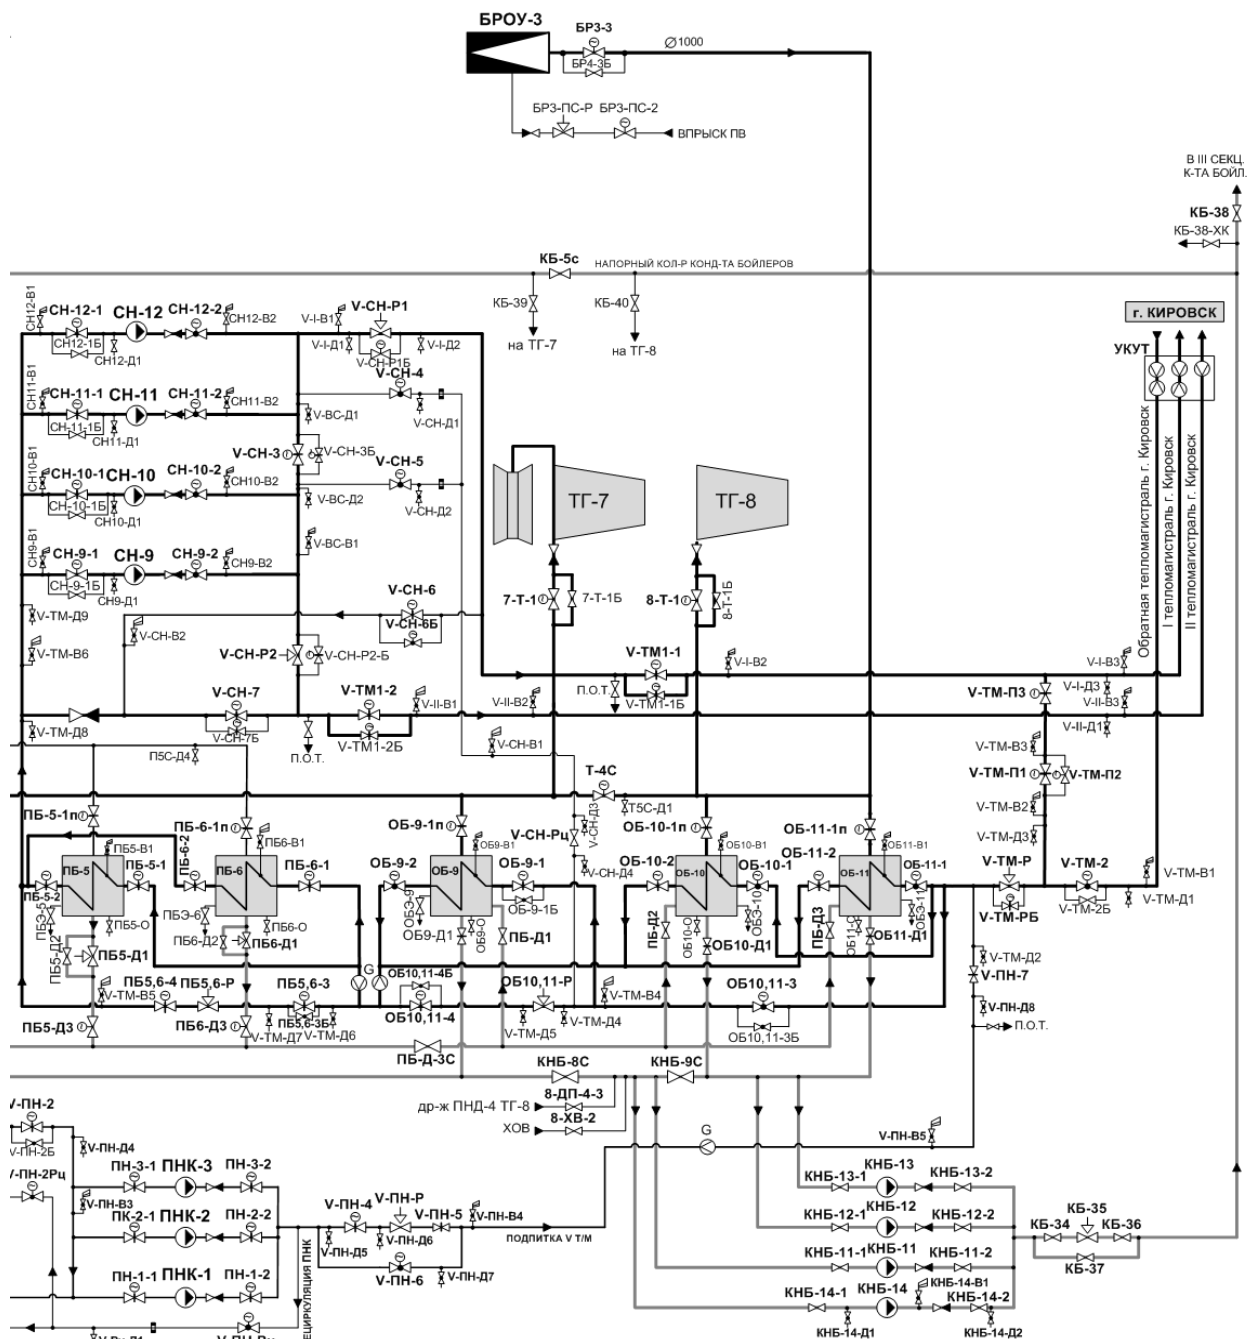 БРОУ-3
БР3-3
∅1000
БР4-3Б
БР3-ПС-Р
БР3-ПС-2
ВПРЫСК ПВ
В III СЕКЦ.
К-ТА БОЙЛ.
КБ-38
КБ-38-ХК
КБ-5с
НАПОРНЫЙ КОЛ-Р КОНД-ТА БОЙЛЕРОВ
КБ-39
КБ-40
на ТГ-7
на ТГ-8
г. КИРОВСК
УКУТ
Обратная тепломагистраль г. Кировск
I тепломагистраль г. Кировск
II тепломагистраль г. Кировск
СН12-В1
СН-12-1
СН-12
СН-12-2
СН12-В2
СН12-1Б
СН12-Д1
V-I-В1
V-СН-Р1
V-I-Д1
V-I-Д2
V-СН-Р1Б
V-СН-4
СН11-В1
СН-11-1
СН-11
СН-11-2
СН11-В2
СН-11-1Б
СН11-Д1
V-ВС-Д1
V-СН-Д1
V-СН-3
V-СН-3Б
V-СН-5
СН10-В1
СН-10-1
СН-10
СН-10-2
СН10-В2
СН-10-1Б
СН10-Д1
V-ВС-Д2
V-СН-Д2
ТГ-7
ТГ-8
СН9-В1
СН-9-1
СН-9
СН-9-2
СН9-В2
СН-9-1Б
СН9-Д1
V-ВС-В1
V-СН-6
V-СН-6Б
7-Т-1
7-Т-1Б
8-Т-1
8-Т-1Б
V-ТМ-Д9
V-СН-В2
V-ТМ-В6
V-СН-Р2
V-СН-Р2-Б
V-ТМ1-1
V-I-В2
V-I-В3
П.О.Т.
V-ТМ1-1Б
V-ТМ-П3
V-I-Д3
V-СН-7
V-ТМ1-2
V-II-В1
V-II-В2
V-II-В3
V-ТМ-Д8
V-СН-7Б
V-ТМ1-2Б
V-II-Д1
П.О.Т.
П5С-Д4
V-СН-В1
V-ТМ-В3
V-ТМ-П1
V-ТМ-П2
Т-4С
Т5С-Д1
V-СН-Д3
V-ТМ-В2
V-ТМ-Д3
ПБ-5-1п
ПБ-6-1п
ПБ-6-2
ОБ-9-1п
V-СН-Рц
ОБ-10-1п
ОБ-11-1п
ПБ5-В1
ПБ6-В1
ОБ9-В1
ОБ10-В1
ОБ11-В1
ПБ-5
ПБ-5-1
ПБ-6
ПБ-6-1
ОБ-9-2
ОБ-9
ОБ-9-1
V-СН-Д4
ОБ-10-2
ОБ-10
ОБ-10-1
ОБ-11-2
ОБ-11
ОБ-11-1
V-ТМ-Р
V-ТМ-2
V-ТМ-В1
ПБ-5-2
ПБЭ-5
ПБ5-О
ПБЭ-6
ПБ6-О
ОБЭ-9
ОБ-9-1Б
V-ТМ-РБ
V-ТМ-2Б
V-ТМ-Д1
ПБ5-Д2
ПБ5-Д1
ПБ6-Д2
ПБ6-Д1
ОБ9-Д1
ОБ9-О
ПБ-Д1
ПБ-Д2
ОБ10-О
ОБЭ-10
ОБ10-Д1
ПБ-Д3
ОБ11-О
ОБ11-Д1
V-ТМ-Д2
V-ПН-7
V-ПН-Д8
П.О.Т.
G
ПБ5,6-4
V-ТМ-В5
ПБ5,6-Р
ПБ5,6-3
ПБ5,6-3Б
ОБ10,11-4Б
ОБ10,11-4
ОБ10,11-Р
V-ТМ-В4
ОБ10,11-3
ОБ10,11-3Б
ПБ5-Д3
ПБ6-Д3
V-ТМ-Д7
V-ТМ-Д6
V-ТМ-Д5
V-ТМ-Д4
ПБ-Д-3С
КНБ-8С
КНБ-9С
др-ж ПНД-4 ТГ-8
8-ДП-4-3
ХОВ
8-ХВ-2
V-ПН-2
V-ПН-2Б
V-ПН-Д4
G
V-ПН-В5
V-ПН-2Рц
ПН-3-1
ПНК-3
ПН-3-2
V-ПН-В3
ПК-2-1
ПНК-2
ПН-2-2
V-ПН-4
V-ПН-Р
V-ПН-5
V-ПН-В4
V-ПН-Д5
V-ПН-Д6
ПОДПИТКА V Т/М
V-ПН-6
V-ПН-Д7
ПН-1-1
ПНК-1
ПН-1-2
ЕЦИРКУЛЯЦИЯ ПНК
КНБ-13-1
КНБ-13
КНБ-13-2
КНБ-12-1
КНБ-12
КНБ-12-2
КНБ-11-1
КНБ-11
КНБ-11-2
КНБ-14-1
КНБ-14
КНБ-14-В1
КНБ-14-2
КНБ-14-Д1
КНБ-14-Д2
КБ-34
КБ-35
КБ-36
КБ-37